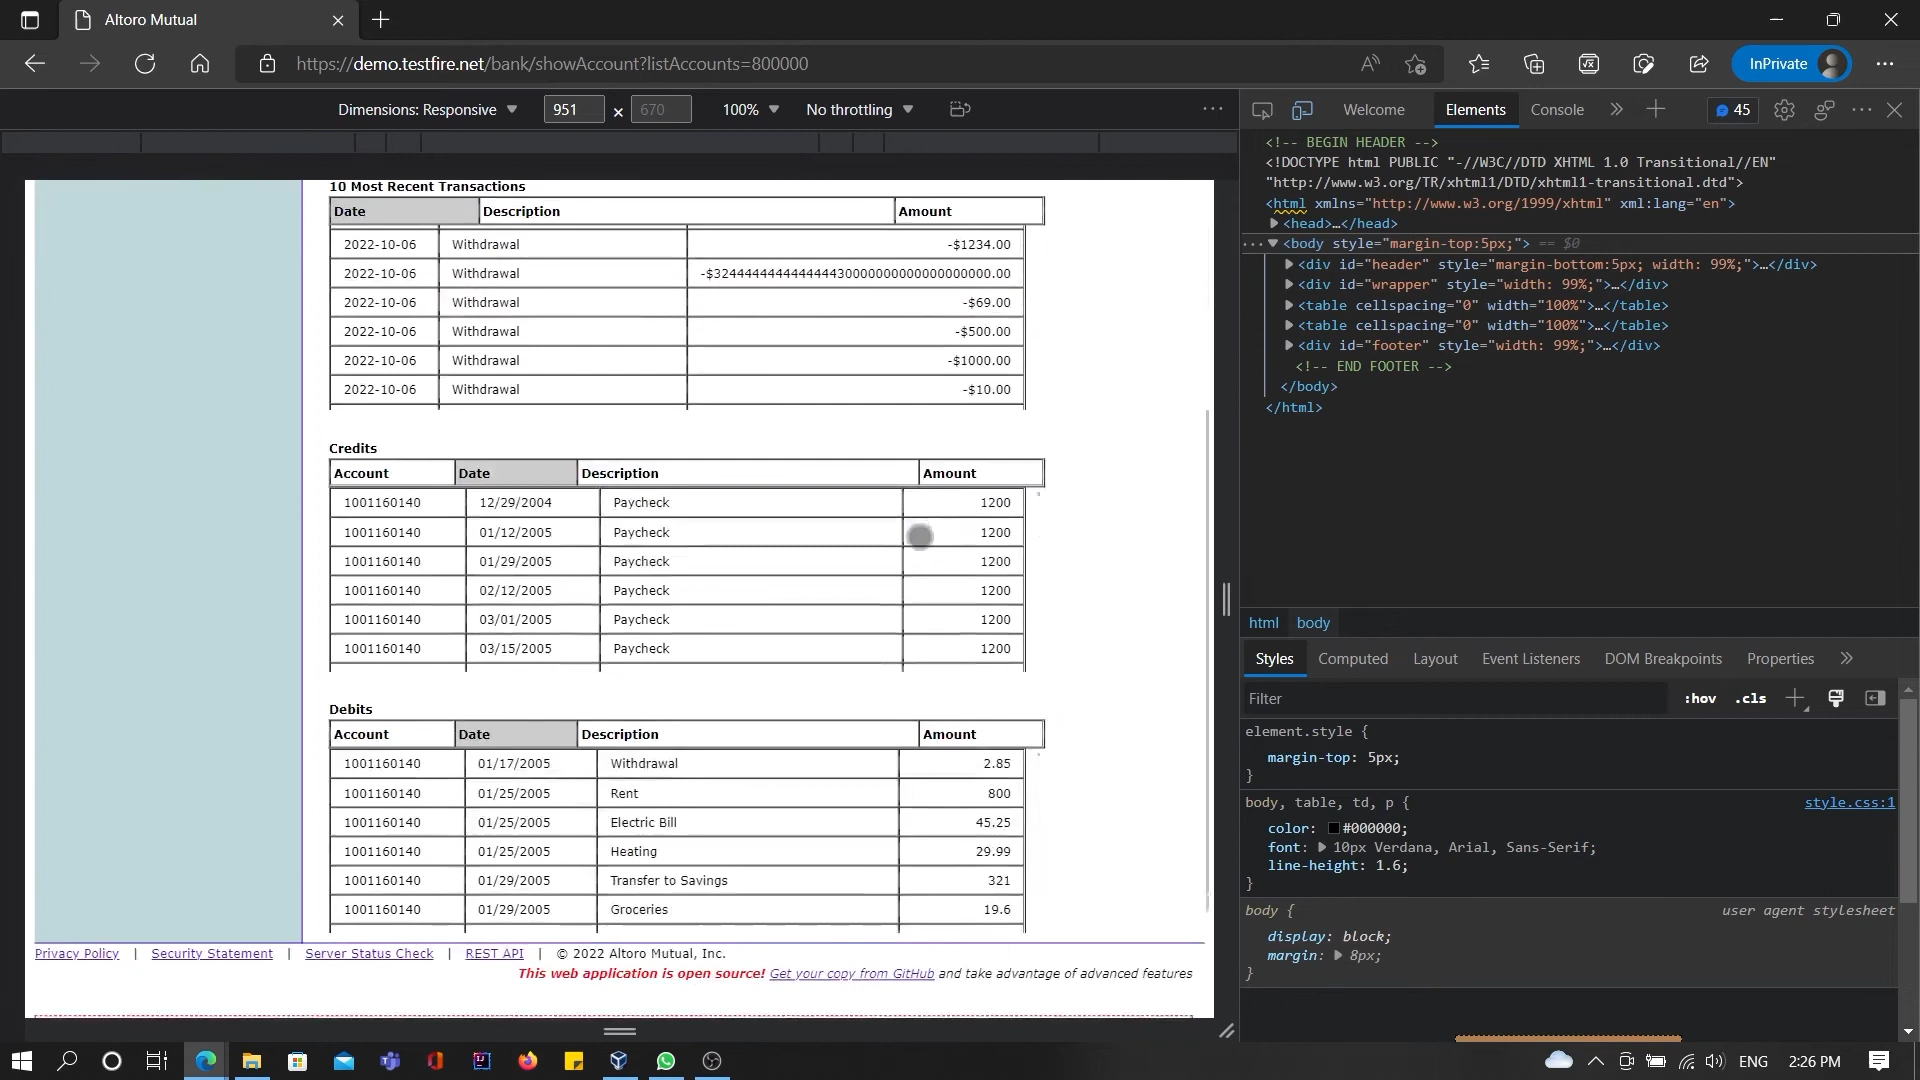 Altoro Mutual
https://demo.testfire.net/bank/showAccount?listAccounts=800000
InPrivate
Dimensions: Responsive 951 × 670 100% No throttling
Welcome Elements Console 45
10 Most Recent Transactions
Date Description Amount
2022-10-06 Withdrawal -$1234.00
2022-10-06 Withdrawal
2022-10-06 Withdrawal -$69.00
2022-10-06 Withdrawal -$500.00
2022-10-06 Withdrawal -$1000.00
2022-10-06 Withdrawal -$10.00
Credits
Account Date Description Amount
1001160140 12/29/2004 Paycheck 1200
1001160140 01/12/2005 Paycheck 1200
1001160140 01/29/2005 Paycheck 1200
1001160140 02/12/2005 Paycheck 1200
1001160140 03/01/2005 Paycheck 1200
1001160140 03/15/2005 Paycheck 1200
Debits
Account Date Description Amount
1001160140 01/17/2005 Withdrawal 2.85
1001160140 01/25/2005 Rent 800
1001160140 01/25/2005 Electric Bill 45.25
1001160140 01/25/2005 Heating 29.99
1001160140 01/29/2005 Transfer to Savings 321
1001160140 01/29/2005 Groceries 19.6
Privacy Policy | Security Statement | Server Status Check | REST API | © 2022 Altoro Mutual, Inc.
This web application is open source! Get your copy from GitHub and take advantage of advanced features
<!-- BEGIN HEADER -->
<!DOCTYPE html PUBLIC "-//W3C//DTD XHTML 1.0 Transitional//EN"
"http://www.w3.org/TR/xhtml1/DTD/xhtml1-transitional.dtd">
<html xmlns="http://www.w3.org/1999/xhtml" xml:lang="en">
<head>…</head>
<body style="margin-top:5px;"> == $0
<div id="header" style="margin-bottom:5px; width: 99%;">…</div>
<div id="wrapper" style="width: 99%;">…</div>
<table cellspacing="0" width="100%">…</table>
<table cellspacing="0" width="100%">…</table>
<div id="footer" style="width: 99%;">…</div>
<!-- END FOOTER -->
</body>
</html>
html body
Styles Computed Layout Event Listeners DOM Breakpoints Properties
Filter :hov .cls
element.style {
margin-top: 5px;
}
body, table, td, p { style.css:1
color: #000000;
font: 10px Verdana, Arial, Sans-Serif;
line-height: 1.6;
}
body { user agent stylesheet
display: block;
margin: 8px;
}
ENG 2:26 PM